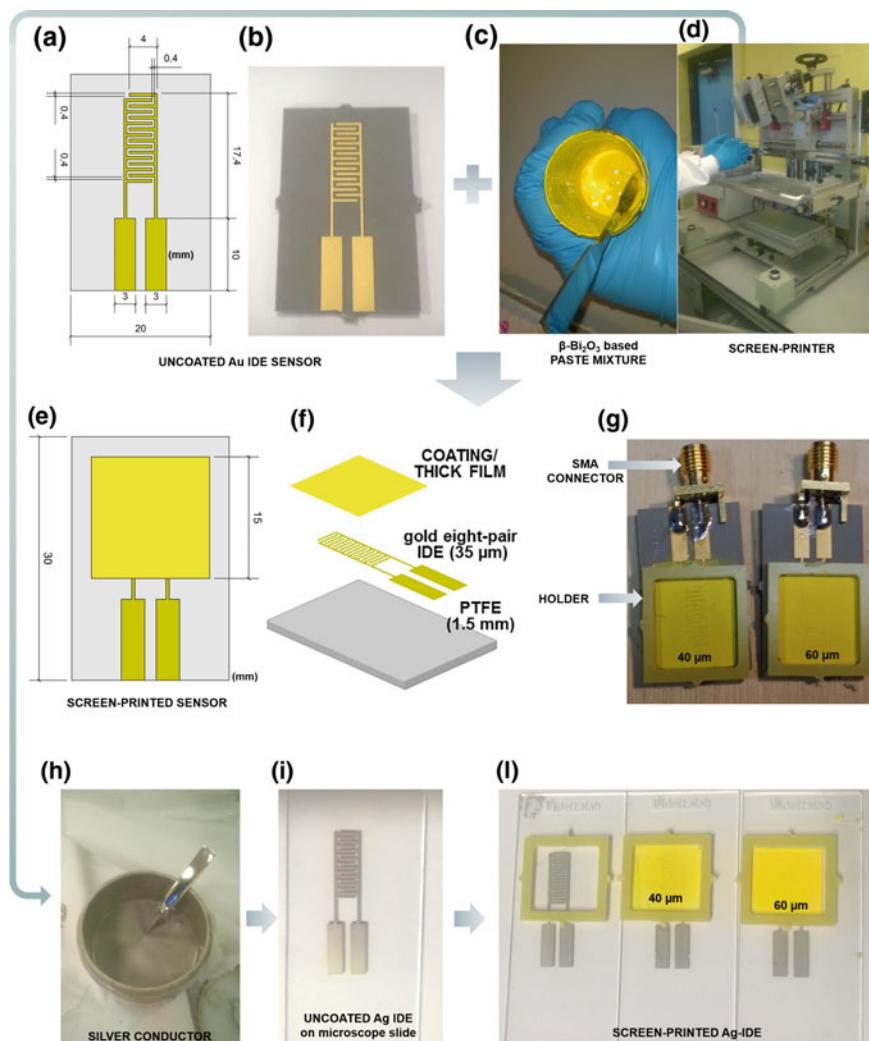 (a)
4
0,4
0,4
0,4
17,4
10
(mm)
3
3
20
(b)
UNCOATED Au IDE SENSOR
(c)
β-Bi₂O₃ based
PASTE MIXTURE
(d)
SCREEN-PRINTER
(e)
30
15
(mm)
SCREEN-PRINTED SENSOR
(f)
COATING/
THICK FILM
gold eight-pair
IDE (35 µm)
PTFE
(1.5 mm)
(g)
SMA
CONNECTOR
HOLDER
40 µm
60 µm
(h)
SILVER CONDUCTOR
(i)
UNCOATED Ag IDE
on microscope slide
(l)
deltalab
deltalab
deltalab
40 µm
60 µm
SCREEN-PRINTED Ag-IDE